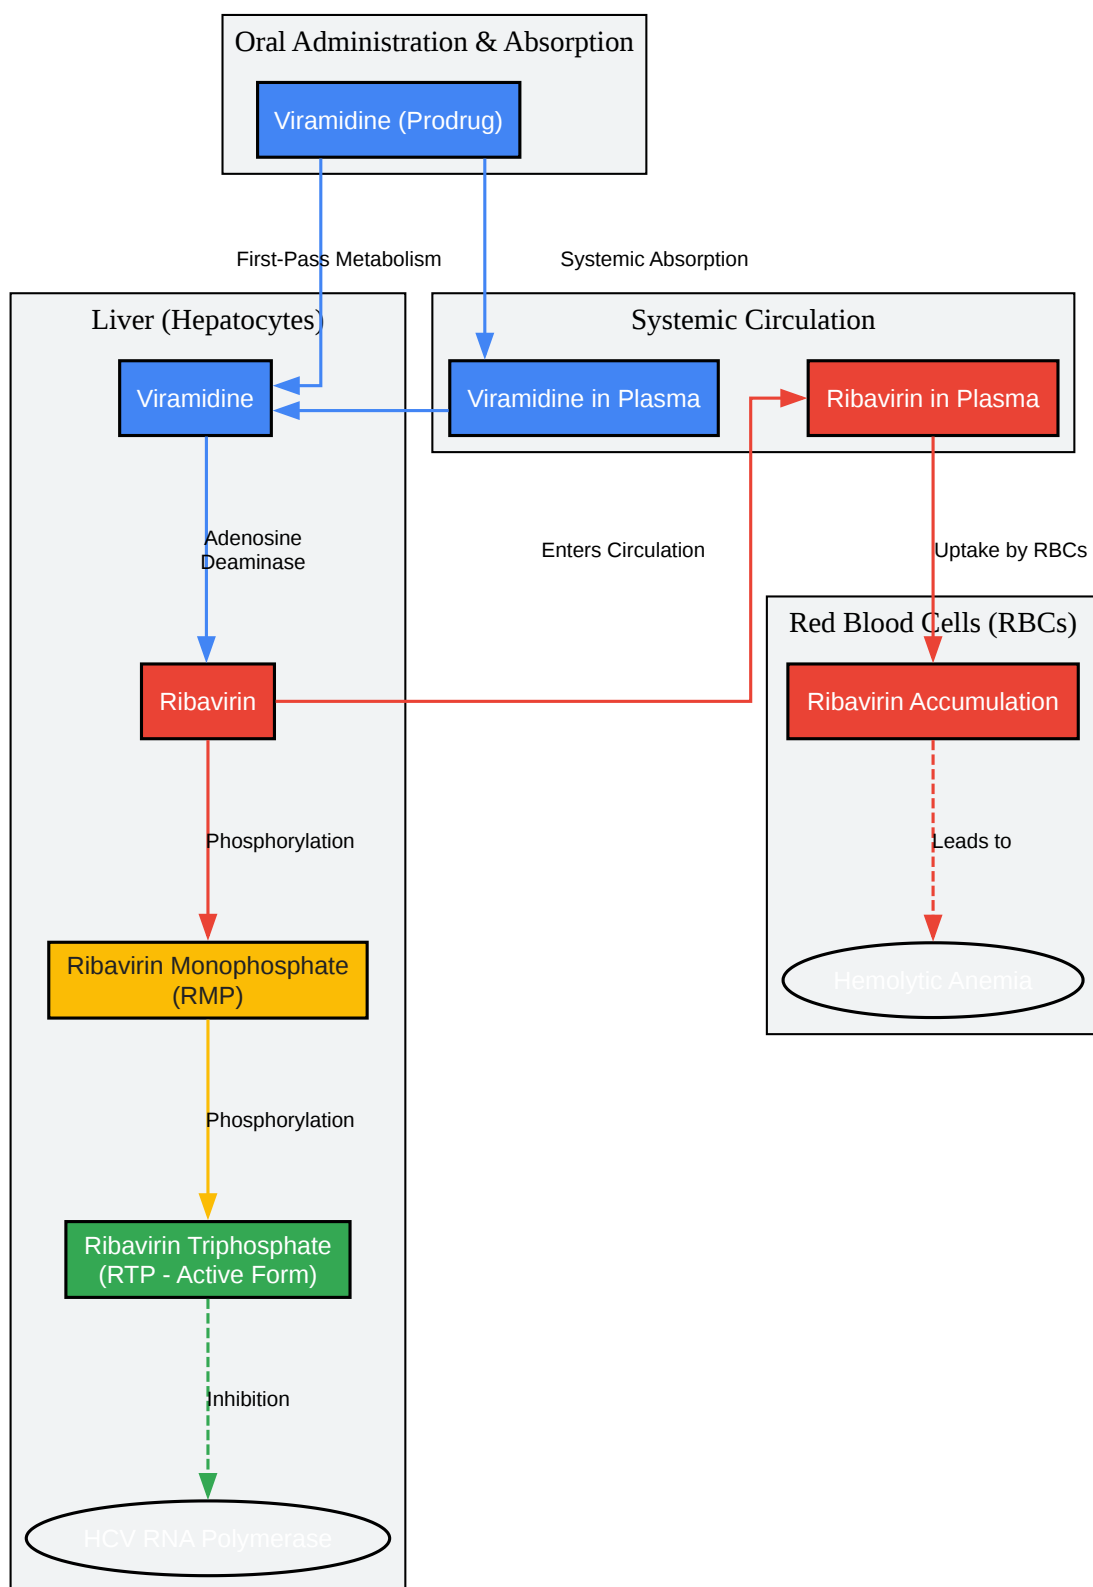 Oral Administration & Absorption
Viramidine (Prodrug)
First-Pass Metabolism
Systemic Absorption
Liver (Hepatocytes)
Systemic Circulation
Viramidine
Viramidine in Plasma
Ribavirin in Plasma
Adenosine
Deaminase
Enters Circulation
Uptake by RBCs
Red Blood Cells (RBCs)
Ribavirin
Ribavirin Accumulation
Phosphorylation
Leads to
Ribavirin Monophosphate
(RMP)
Hemolytic Anemia
Phosphorylation
Ribavirin Triphosphate
(RTP - Active Form)
Inhibition
HCV RNA Polymerase